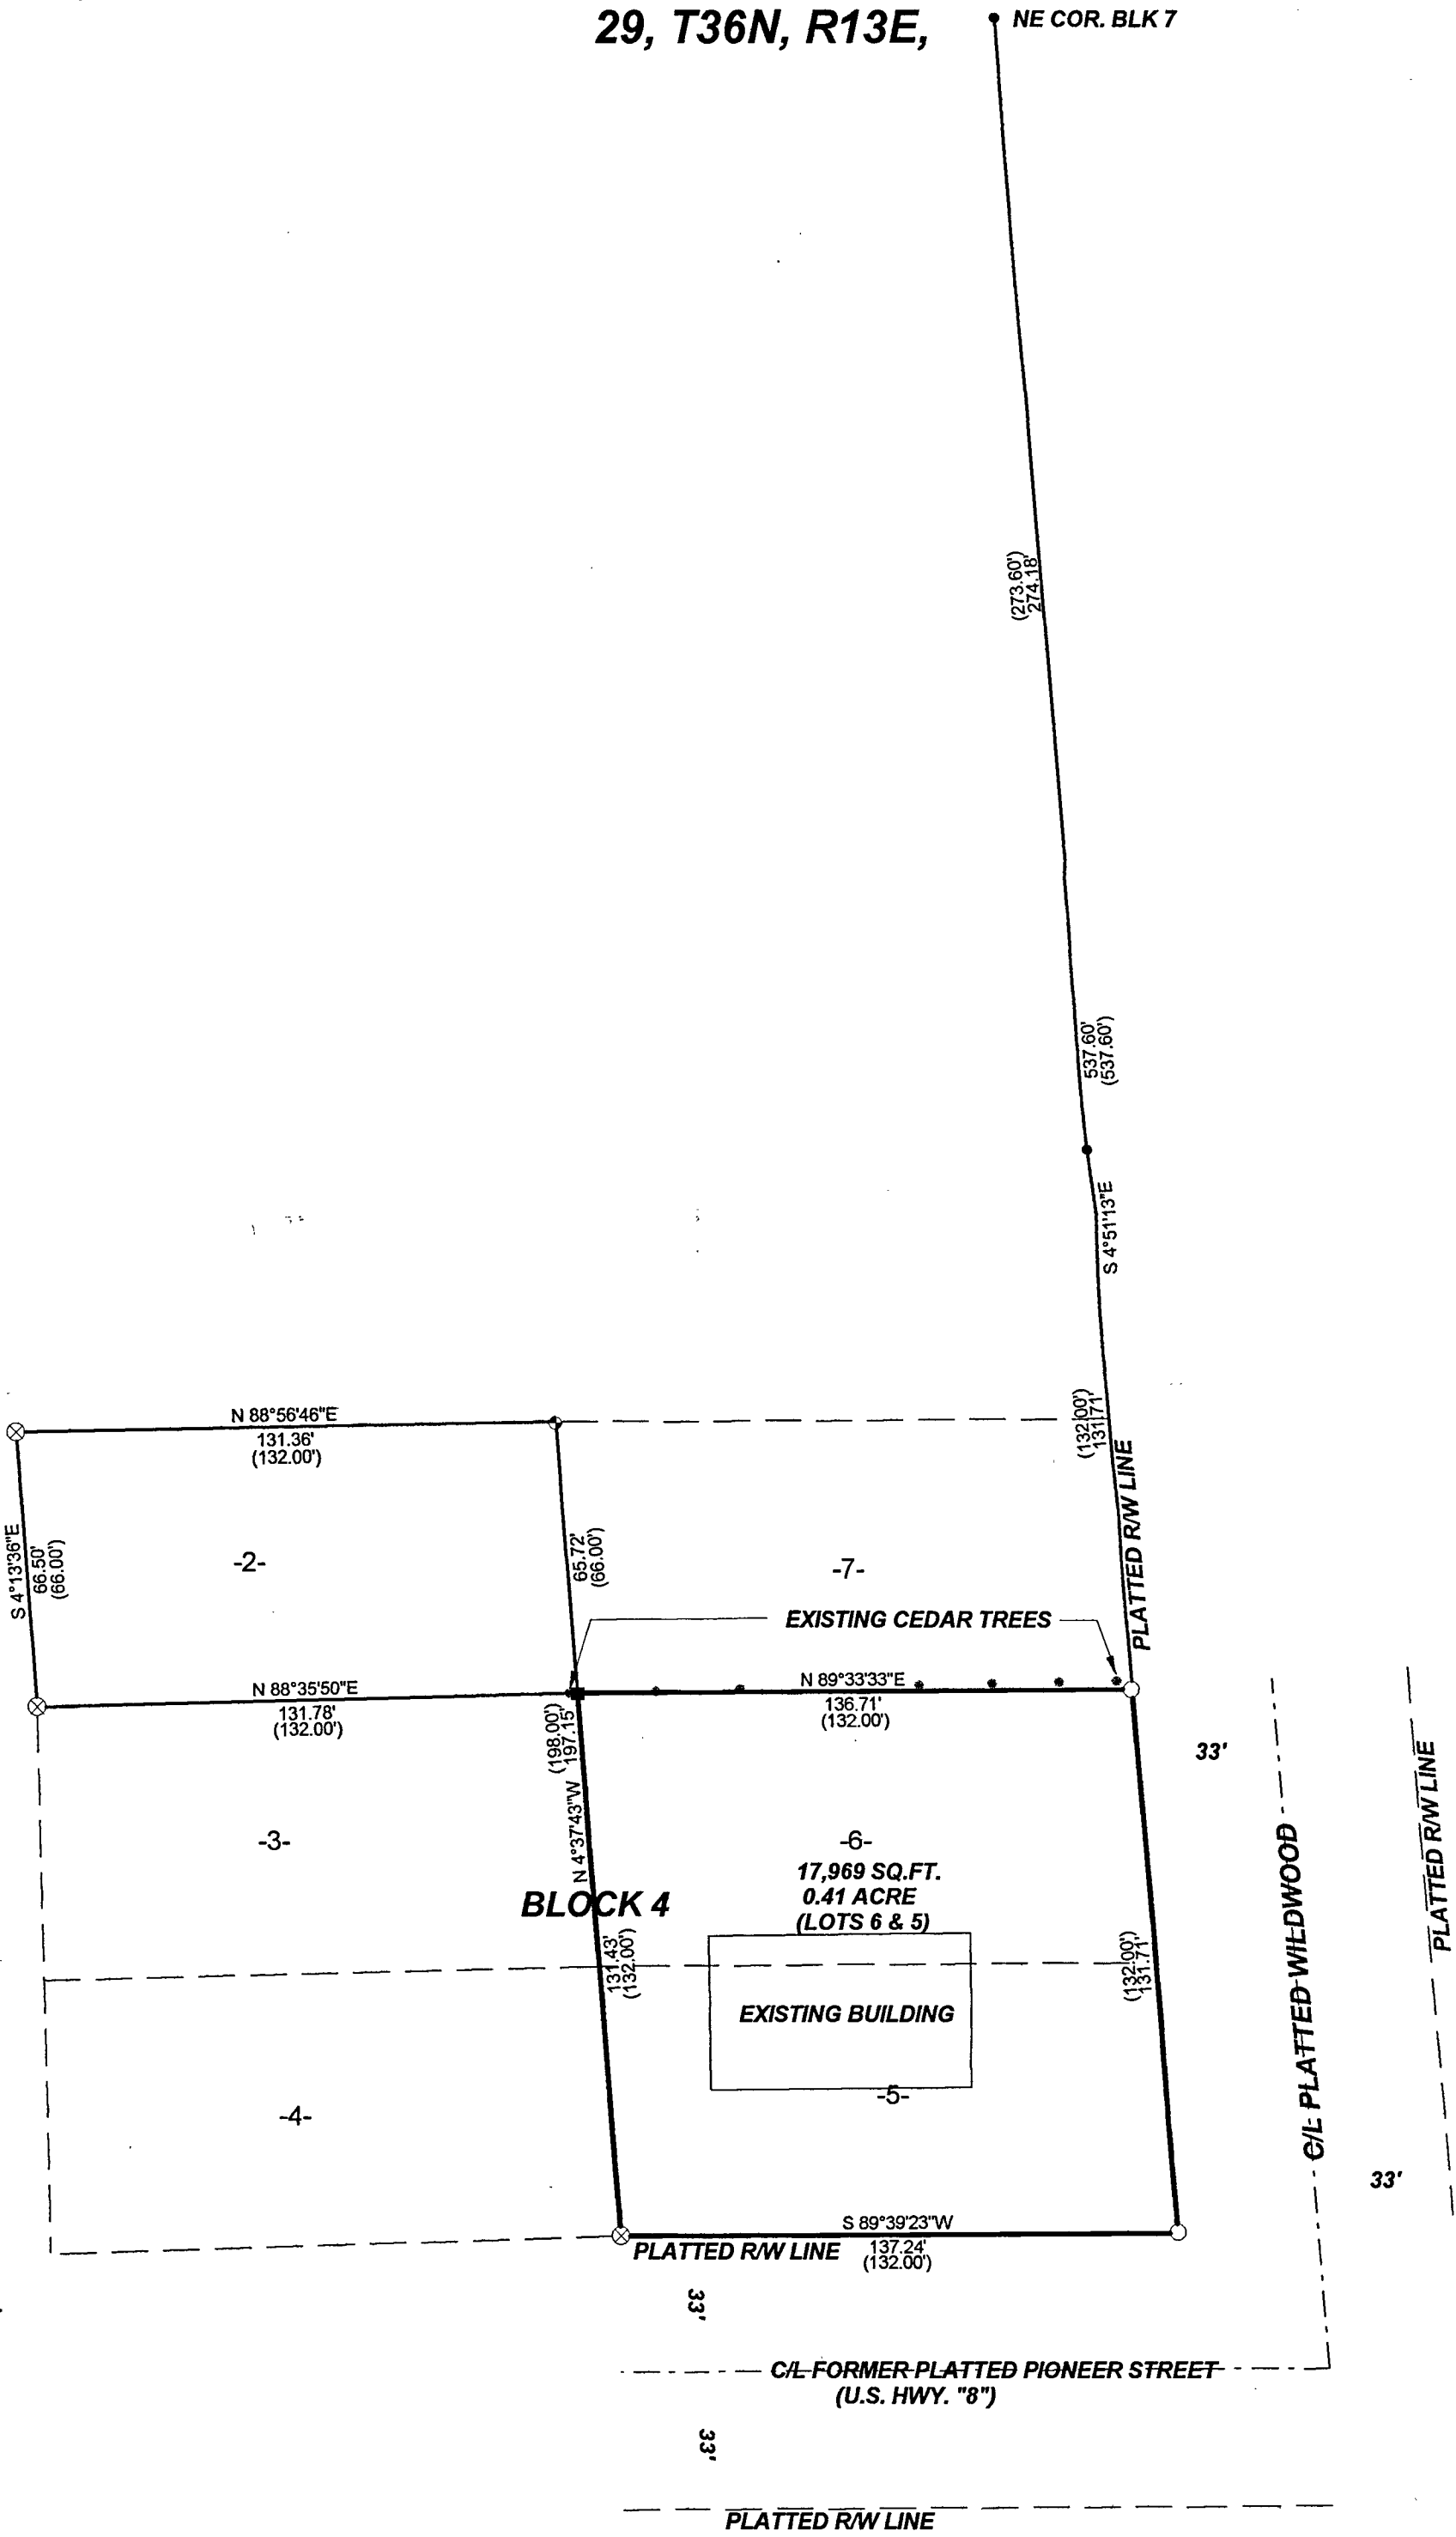 29, T36N, R13E,
NE COR. BLK 7
(273.60')
274.18'
537.60'
(537.60')
S 4°51'13"E
(132.00')
131.71'
PLATTED R/W LINE
N 88°56'46"E
131.36'
(132.00')
S 4°13'36"E
66.50'
(66.00')
-2-
65.72'
(66.00')
-7-
EXISTING CEDAR TREES
N 88°35'50"E
131.78'
(132.00')
N 89°33'33"E
136.71'
(132.00')
(198.00')
197.15'
N 4°37'43"W
33'
PLATTED R/W LINE
-3-
-6-
17,969 SQ.FT.
0.41 ACRE
(LOTS 6 & 5)
BLOCK 4
131.43'
(132.00')
(132.00')
131.71'
C/L PLATTED WILDWOOD
EXISTING BUILDING
-4-
-5-
33'
S 89°39'23"W
137.24'
(132.00')
PLATTED R/W LINE
33'
C/L FORMER PLATTED PIONEER STREET
(U.S. HWY. "8")
33'
PLATTED R/W LINE